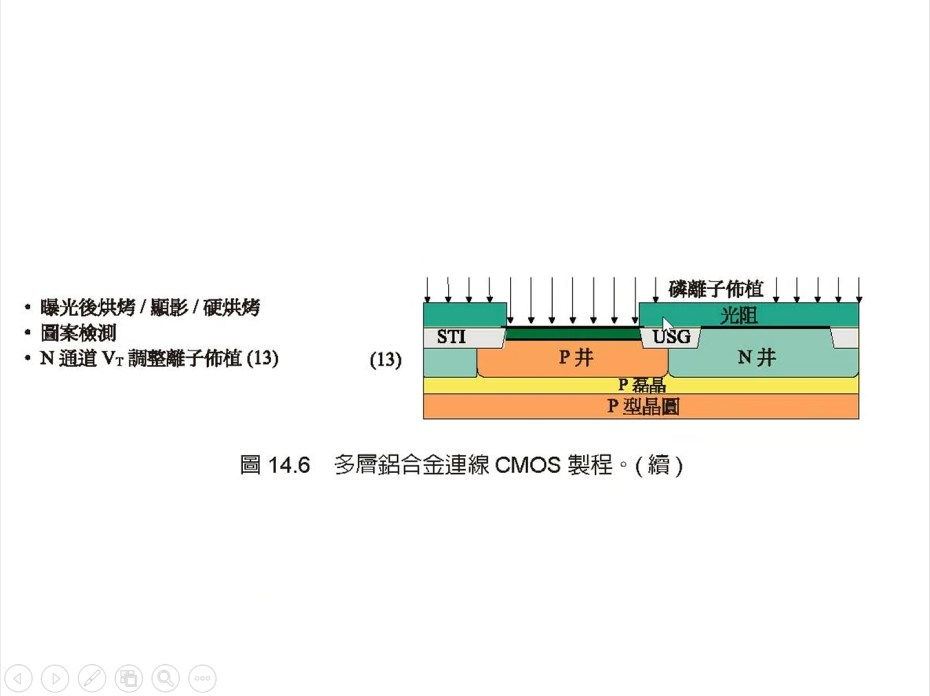 • 曝光後烘烤 / 顯影 / 硬烘烤
• 圖案檢測
• N 通道 VT 調整離子佈植 (13)
(13)
磷離子佈植
光阻
STI
USG
P 井
N 井
P 磊晶
P 型晶圓
圖 14.6 多層鋁合金連線 CMOS 製程。( 續 )